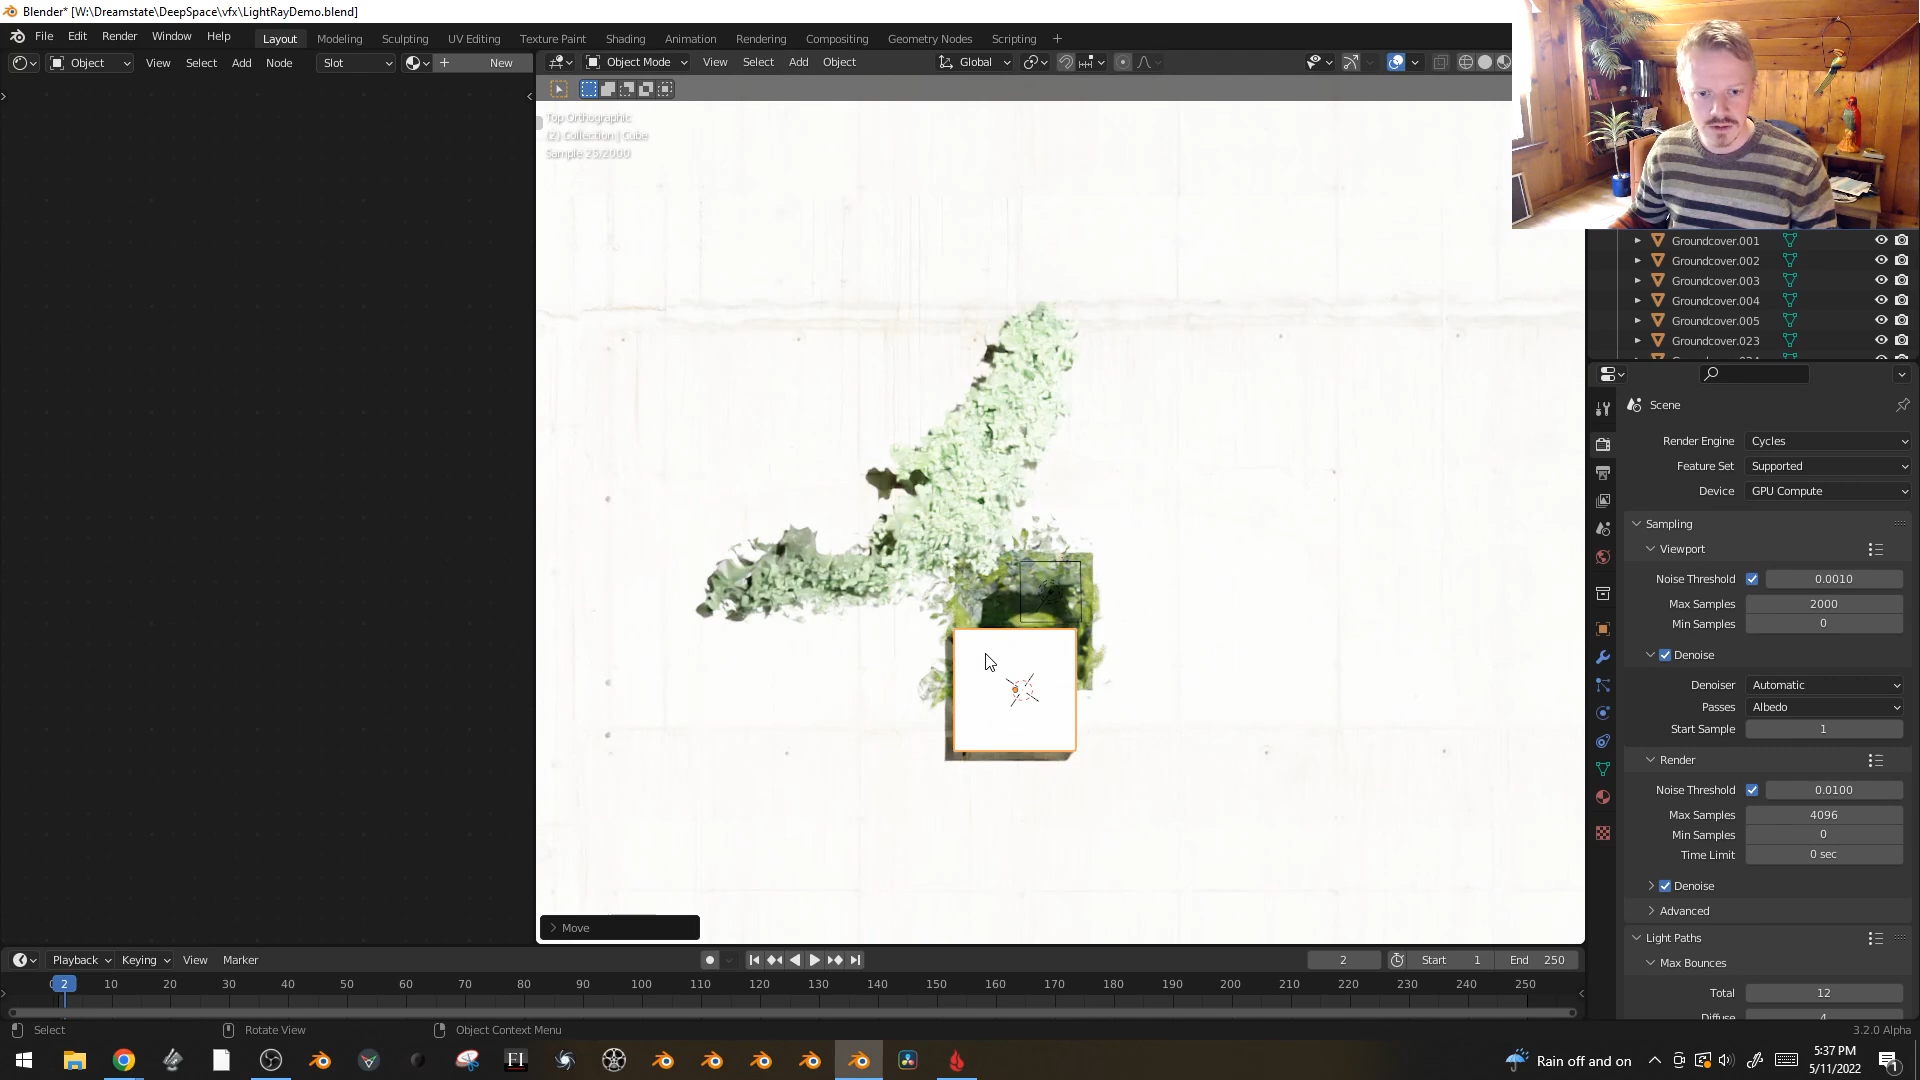 Blender* [W:\Dreamstate\DeepSpace\vfx\LightRayDemo.blend]
File Edit Render Window Help
Layout Modeling Sculpting UV Editing Texture Paint Shading Animation Rendering Compositing Geometry Nodes Scripting +
Object View Select Add Node Slot New
Object Mode View Select Add Object Global
Top Orthographic
(2) Collection | Cube
Sample 25/2000
Groundcover.001
Groundcover.002
Groundcover.003
Groundcover.004
Groundcover.005
Groundcover.023
Scene
Render Engine Cycles
Feature Set Supported
Device GPU Compute
Sampling
Viewport
Noise Threshold 0.0010
Max Samples 2000
Min Samples 0
Denoise
Denoiser Automatic
Passes Albedo
Start Sample 1
Render
Noise Threshold 0.0100
Max Samples 4096
Min Samples 0
Time Limit 0 sec
Denoise
Advanced
Light Paths
Max Bounces
Total 12
Move
Playback Keying View Marker 2 Start 1 End 250
2 10 20 30 40 50 60 70 80 90 100 110 120 130 140 150 160 170 180 190 200 210 220 230 240 250
Select Rotate View Object Context Menu 3.2.0 Alpha
FI Rain off and on 5:37 PM
5/11/2022 1